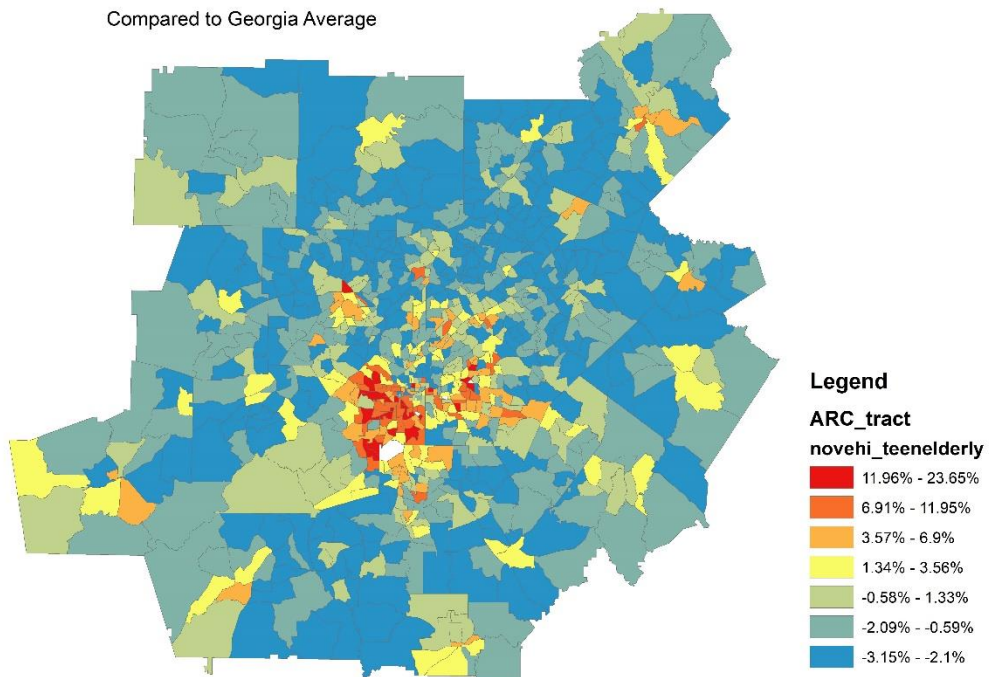 Compared to Georgia Average
Legend
ARC_tract
novehi_teenelderly
11.96% - 23.65%
6.91% - 11.95%
3.57% - 6.9%
1.34% - 3.56%
-0.58% - 1.33%
-2.09% - -0.59%
-3.15% - -2.1%